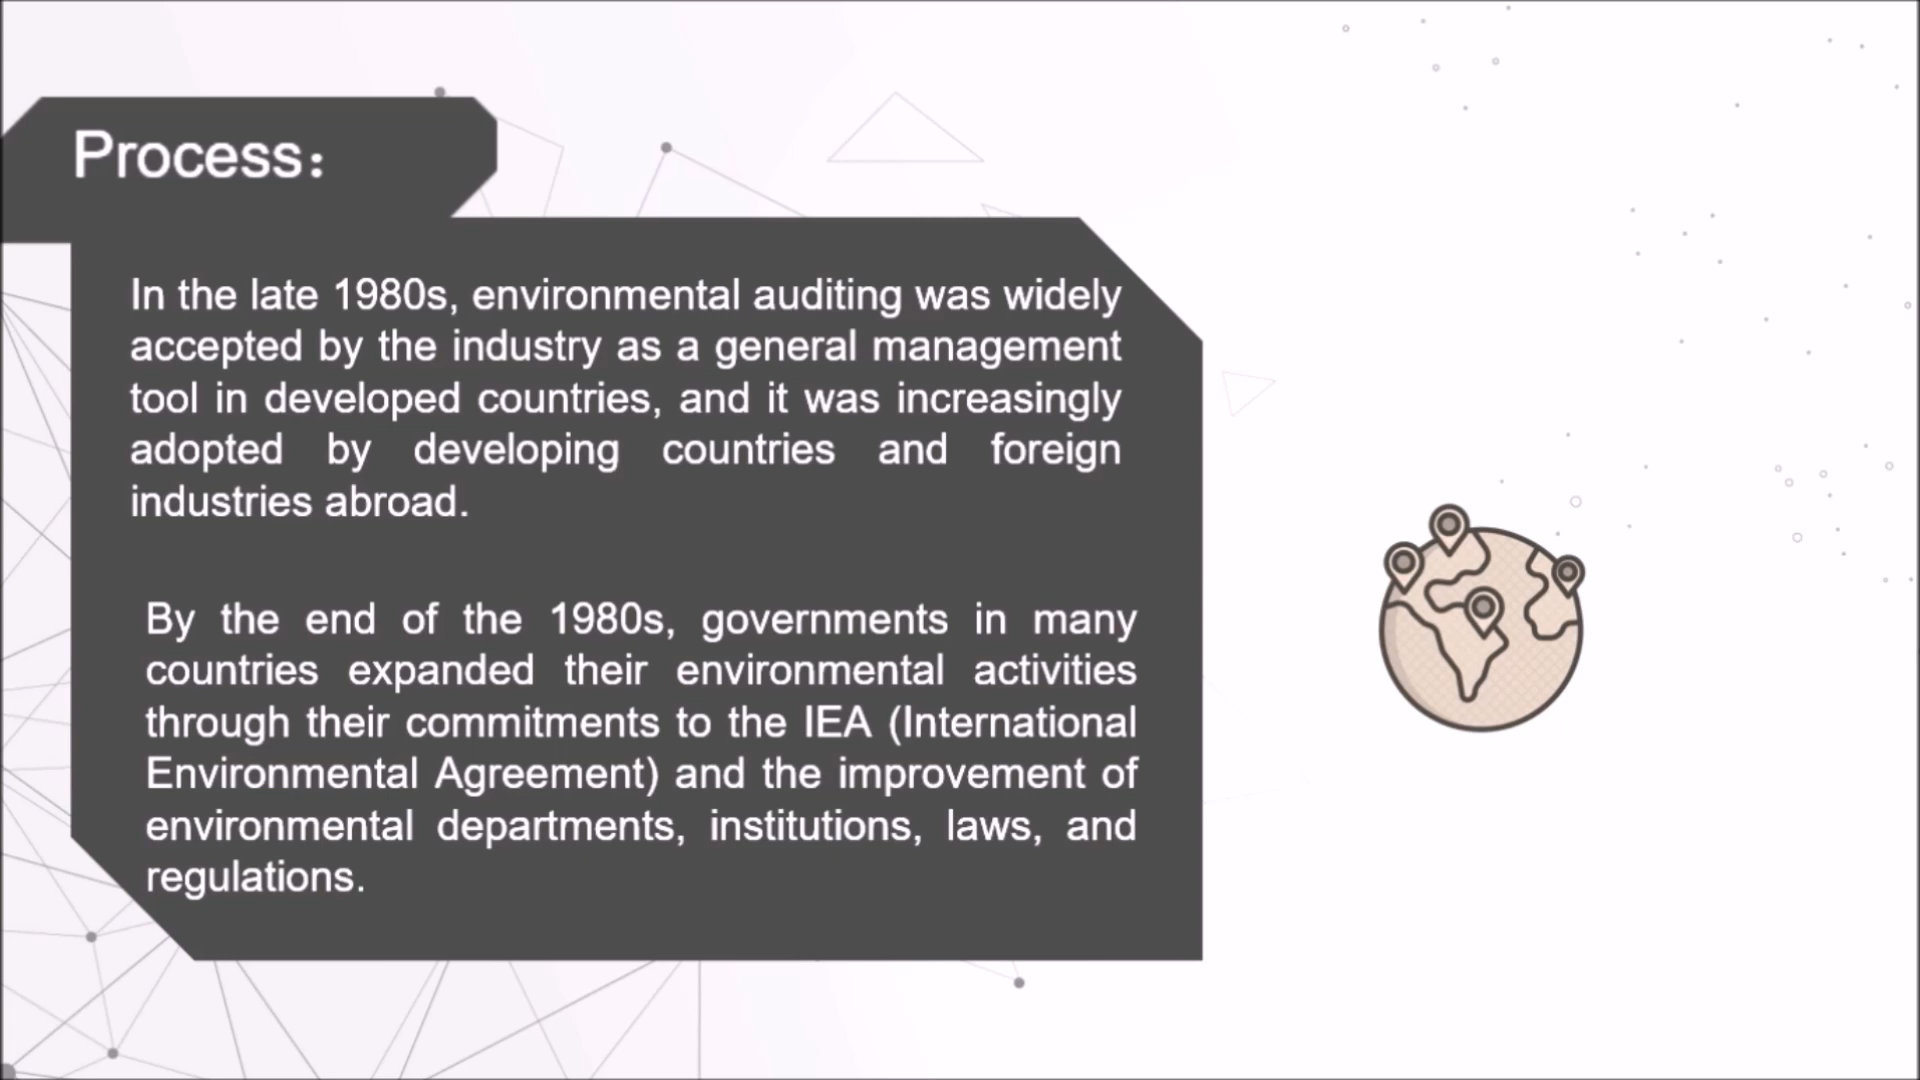 Process：
In the late 1980s, environmental auditing was widely
accepted by the industry as a general management
tool in developed countries, and it was increasingly
adopted by developing countries and foreign
industries abroad.
By the end of the 1980s, governments in many
countries expanded their environmental activities
through their commitments to the IEA (International
Environmental Agreement) and the improvement of
environmental departments, institutions, laws, and
regulations.